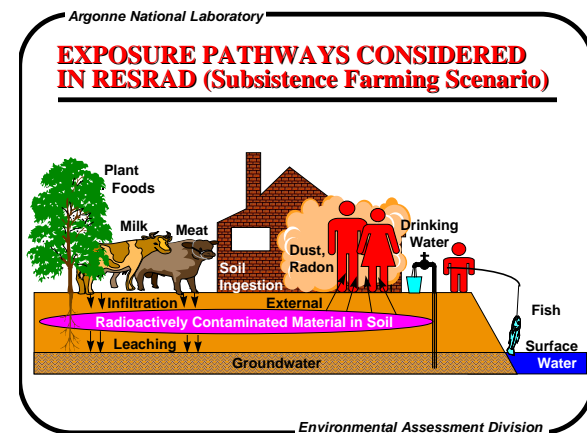 Argonne National Laboratory
EXPOSURE PATHWAYS CONSIDERED
IN RESRAD (Subsistence Farming Scenario)
Plant
Foods
Milk
Meat
Soil
Ingestion
Dust,
Radon
Drinking
Water
Infiltration
External
Radioactively Contaminated Material in Soil
Leaching
Groundwater
Fish
Surface
Water
Environmental Assessment Division